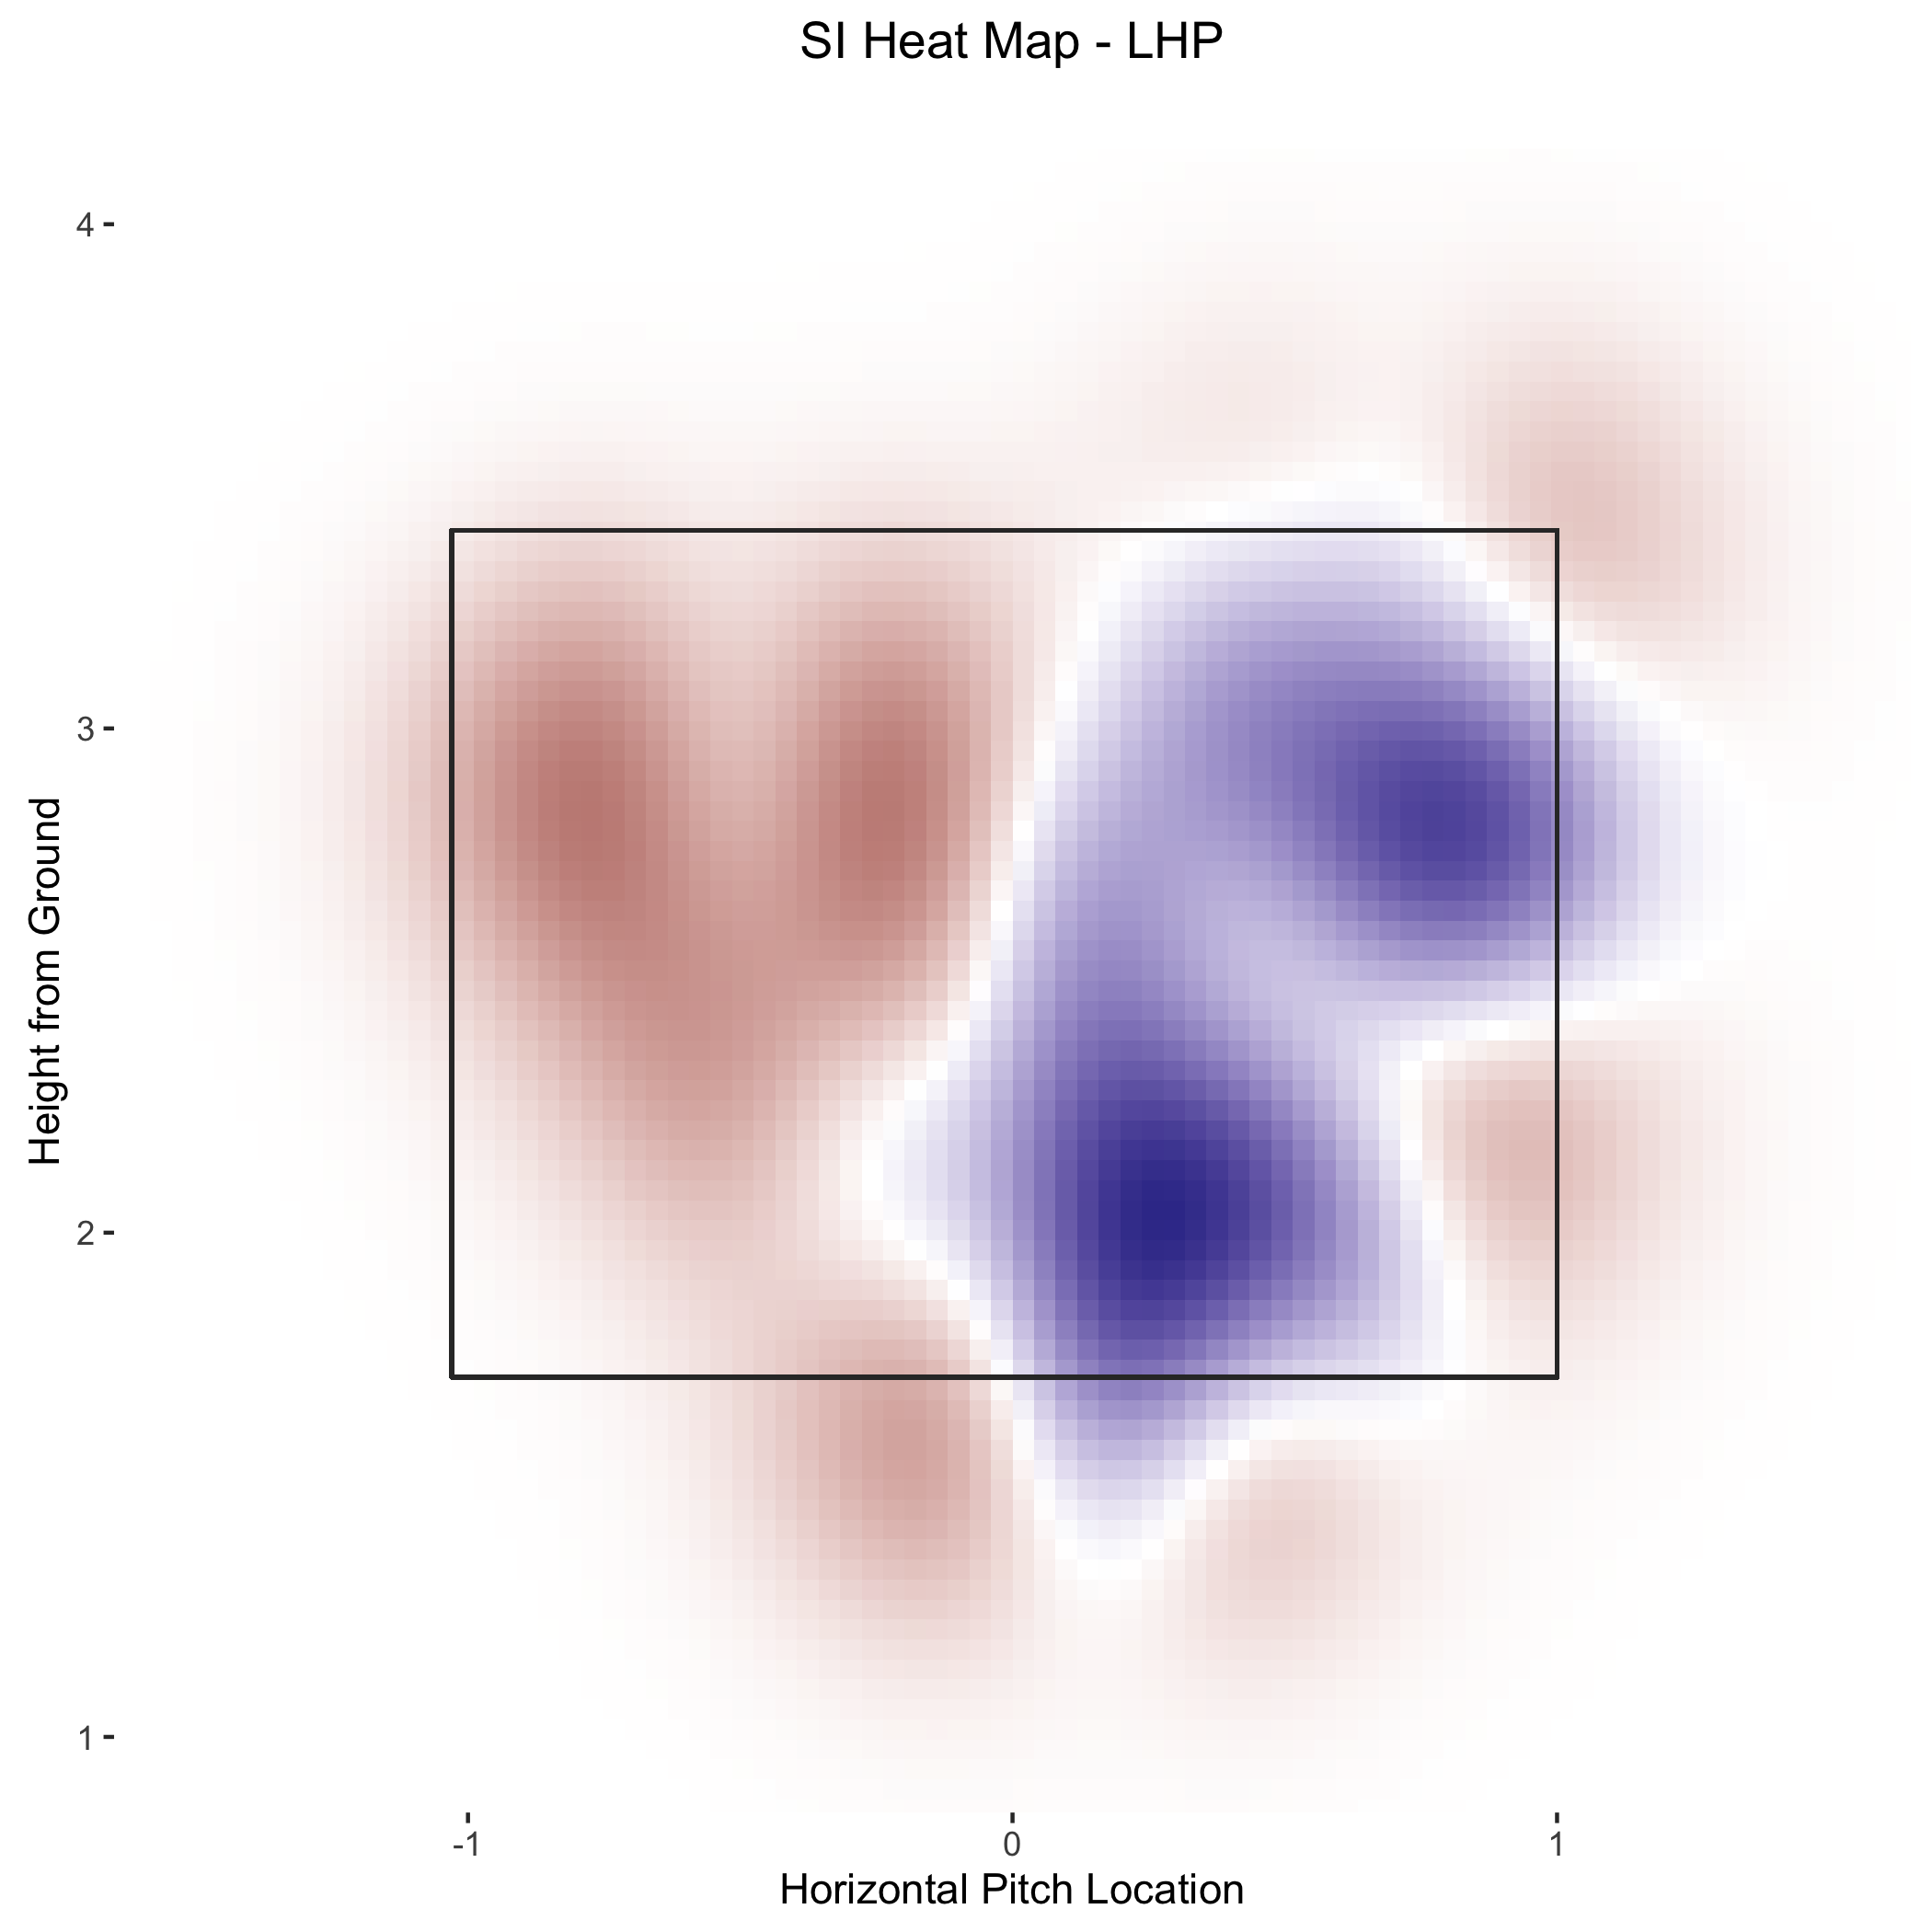 SI Heat Map - LHP
4
3
2
1
Height from Ground
-1 0 1
Horizontal Pitch Location